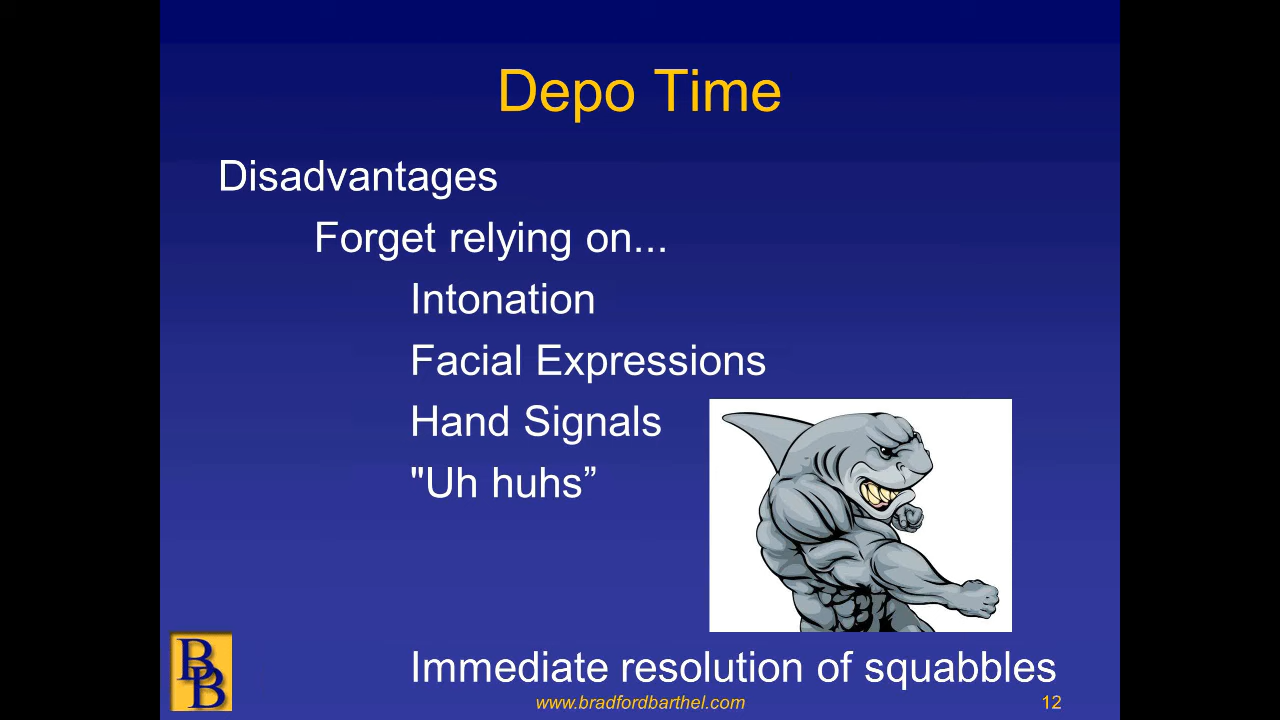 Depo Time
Disadvantages
Forget relying on...
Intonation
Facial Expressions
Hand Signals
"Uh huhs”
Immediate resolution of squabbles
BB
www.bradfordbarthel.com
12